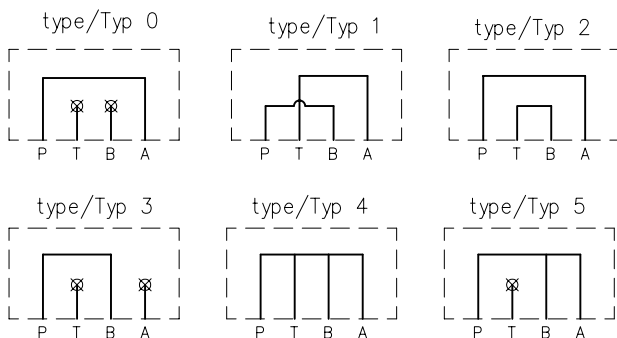 type/Typ 0
type/Typ 1
type/Typ 2
P T B A
P T B A
P T B A
type/Typ 3
type/Typ 4
type/Typ 5
P T B A
P T B A
P T B A